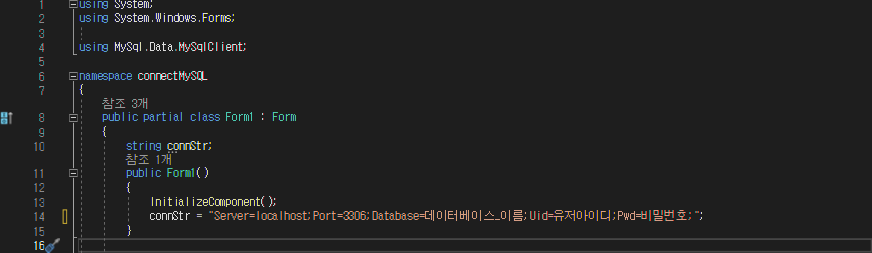 1 using System;
2 using System.Windows.Forms;
3
4 using MySql.Data.MySqlClient;
5
6 namespace connectMySQL
7 {
참조 3개
8 public partial class Form1 : Form
9 {
10 string connStr;
참조 1개
11 public Form1()
12 {
13 InitializeComponent();
14 connStr = "Server=localhost;Port=3306;Database=데이터베이스_이름;Uid=유저아이디;Pwd=비밀번호;";
15 }
16